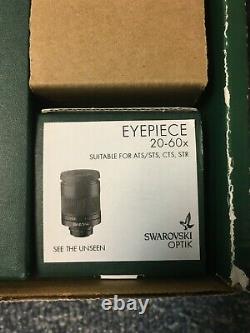 EYEPIECE
20-60x
SUITABLE FOR ATS/STS, CTS, STR
SEE THE UNSEEN
SWAROVSKI
OPTIK